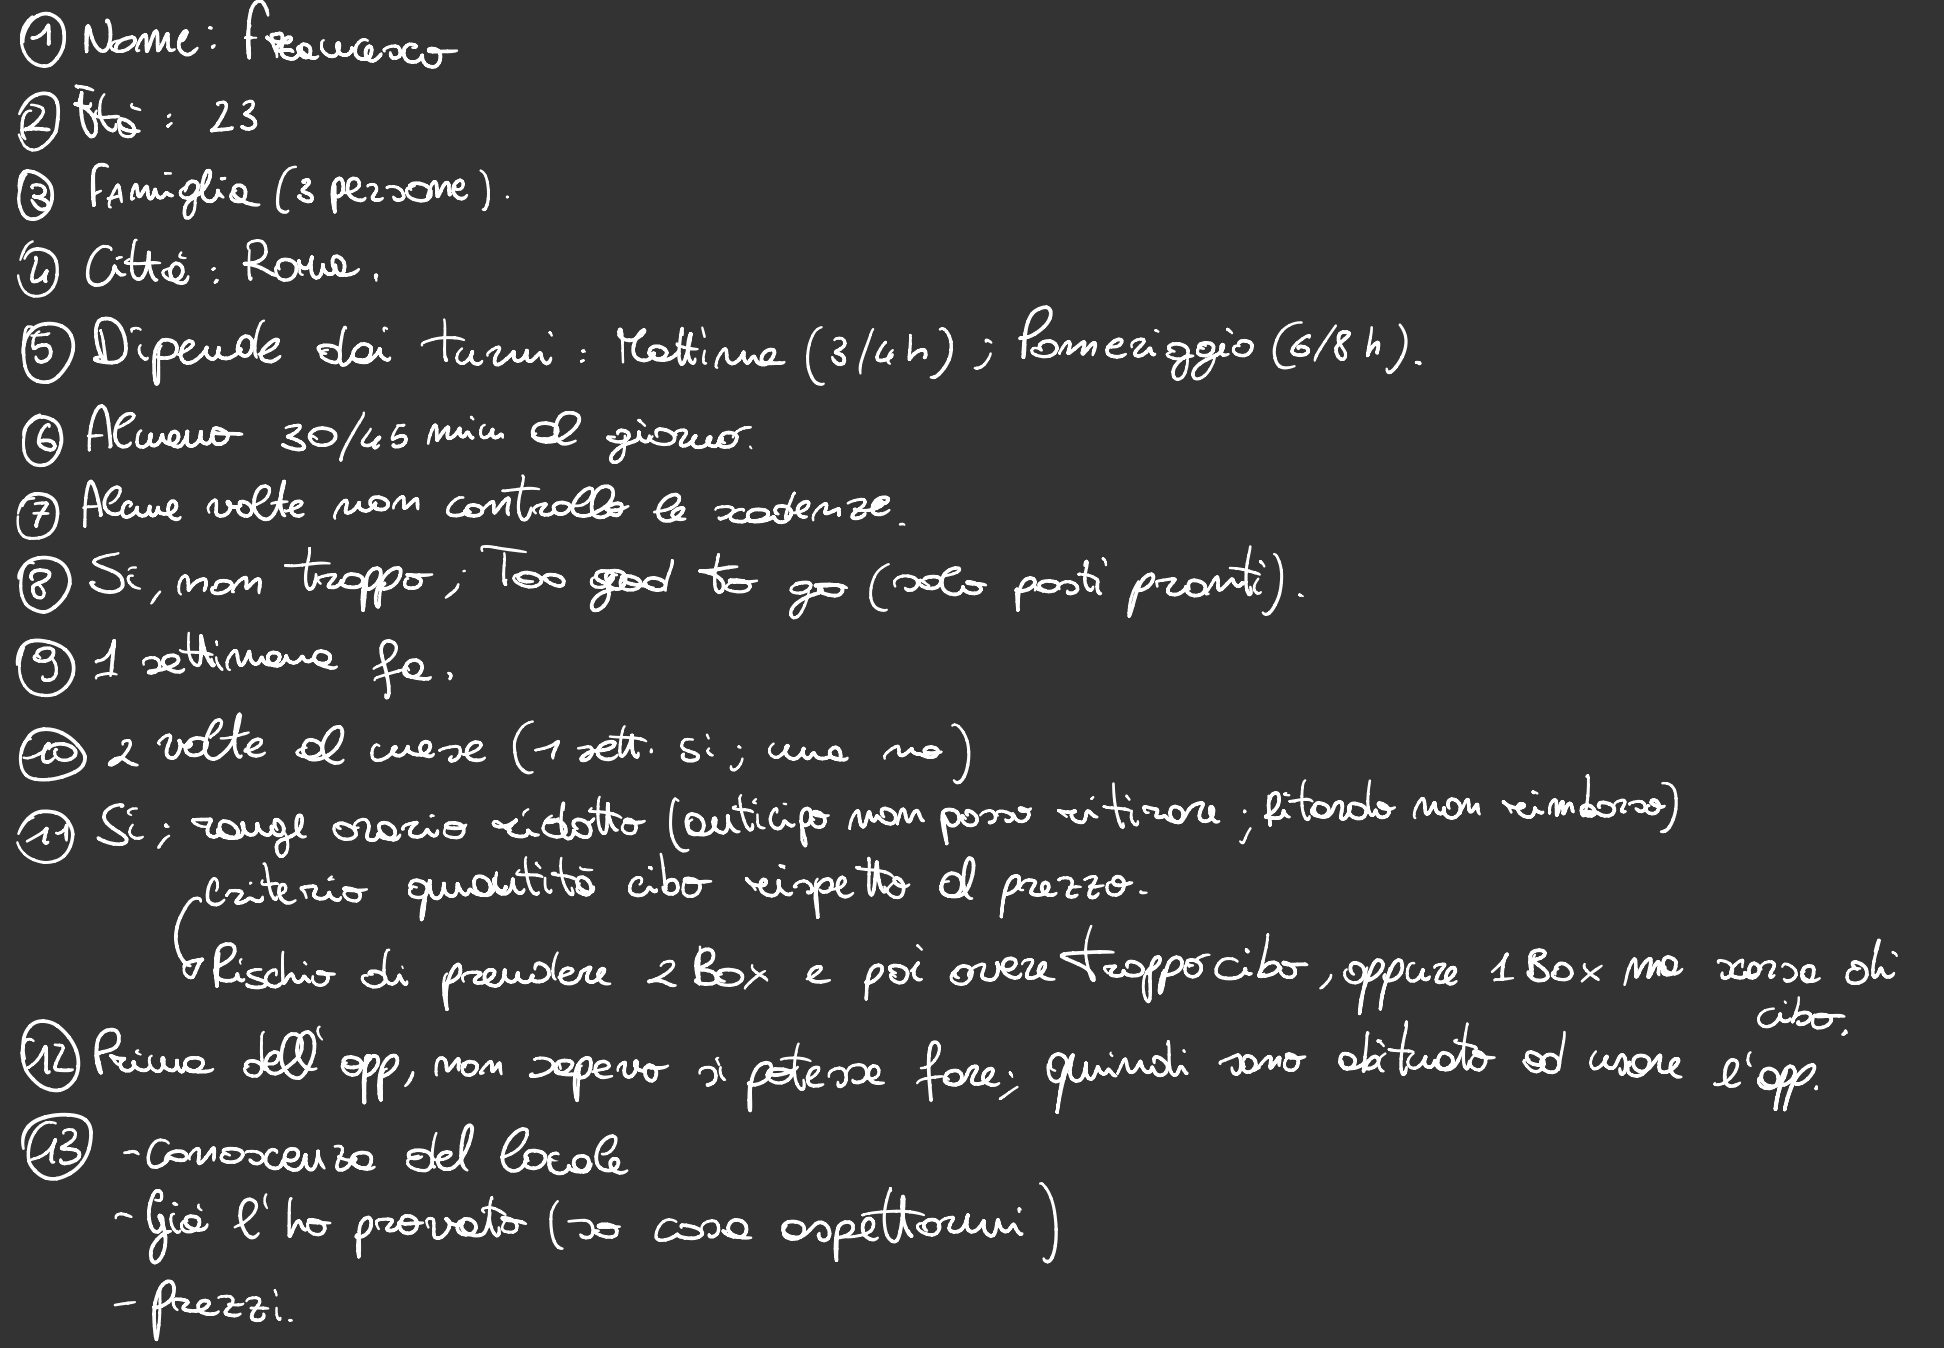 ① Nome: Francesco
② Età: 23
③ Famiglia (3 persone).
④ Città: Roma.
⑤ Dipende dai turni: Mattina (3/4 h); Pomeriggio (6/8 h).
⑥ Almeno 30/45 min al giorno.
⑦ Alcune volte non controllo le scadenze.
⑧ Si, non troppo; Too good to go (solo pasti pronti).
⑨ 1 settimana fa.
⑩ 2 volte al mese (1 sett. si; una no)
⑪ Si; range orario ridotto (anticipo non posso ritirare; Ritardo non rimborso)
criterio quantità cibo rispetto al prezzo.
Rischio di prendere 2 Box e poi avere troppo cibo, oppure 1 Box ma scarsa di
cibo.
⑫ Prima dell'app, non sapevo si potesse fare; quindi sono abituato ad usare l'app.
⑬ - conoscenza del locale
- Già l'ho provato (so cosa aspettarmi)
- Prezzi.